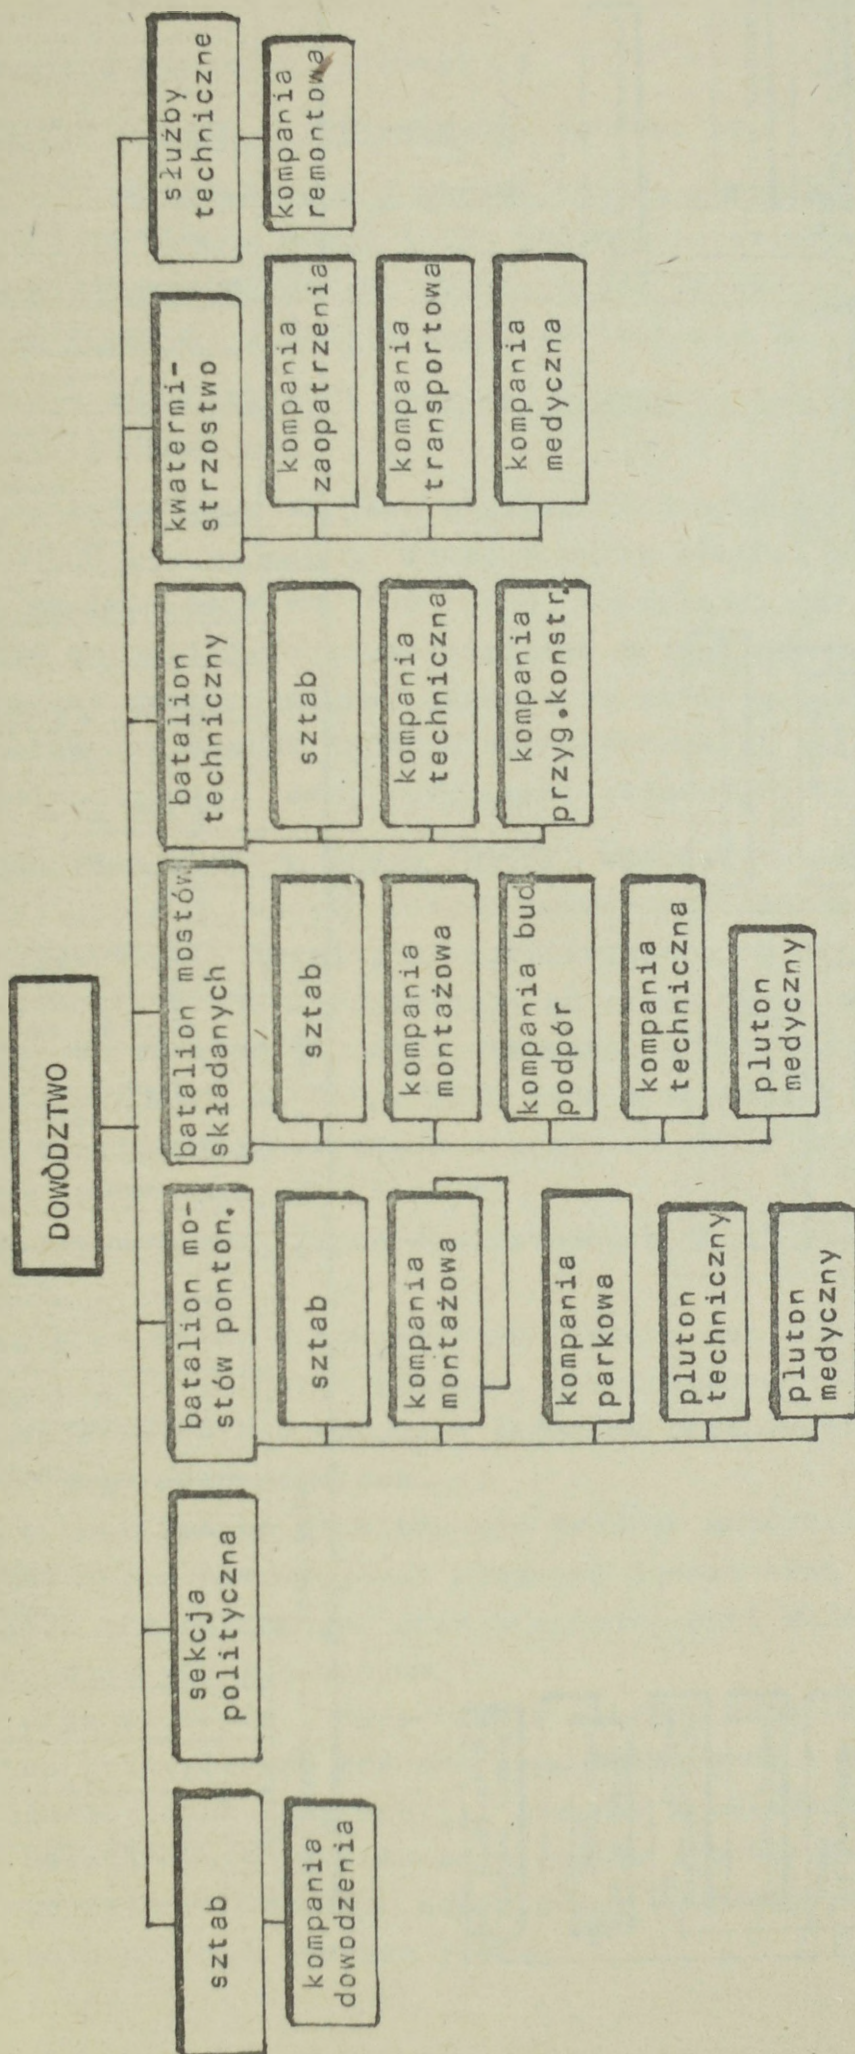 DOWÓDZTWO
sztab
kompania
dowodzenia
sekcja
polityczna
batalion mo-
stów ponton.
sztab
kompania
montażowa
kompania
parkowa
pluton
techniczny
pluton
medyczny
batalion mostów
składanych
sztab
kompania
montażowa
kompania bud.
podpór
kompania
techniczna
pluton
medyczny
batalion
techniczny
sztab
kompania
techniczna
kompania
przyg.konstr.
kwatermi-
strzostwo
kompania
zaopatrzenia
kompania
transportowa
kompania
medyczna
służby
techniczne
kompania
remontowa